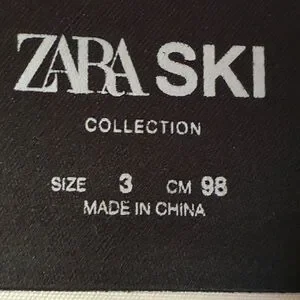 ZARA SKI
COLLECTION
SIZE 3 CM 98
MADE IN CHINA